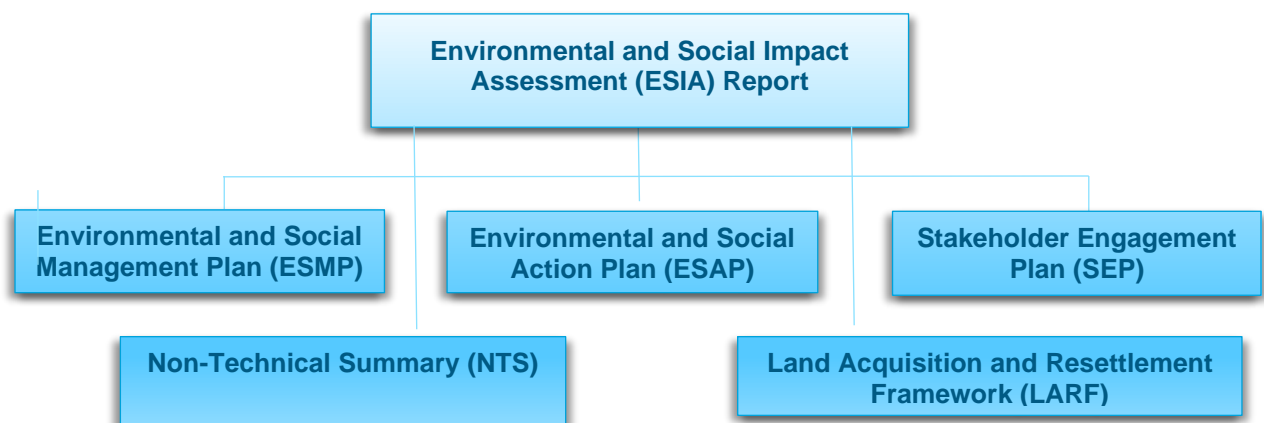 Environmental and Social Impact
Assessment (ESIA) Report
Environmental and Social
Management Plan (ESMP)
Environmental and Social
Action Plan (ESAP)
Stakeholder Engagement
Plan (SEP)
Non-Technical Summary (NTS)
Land Acquisition and Resettlement
Framework (LARF)